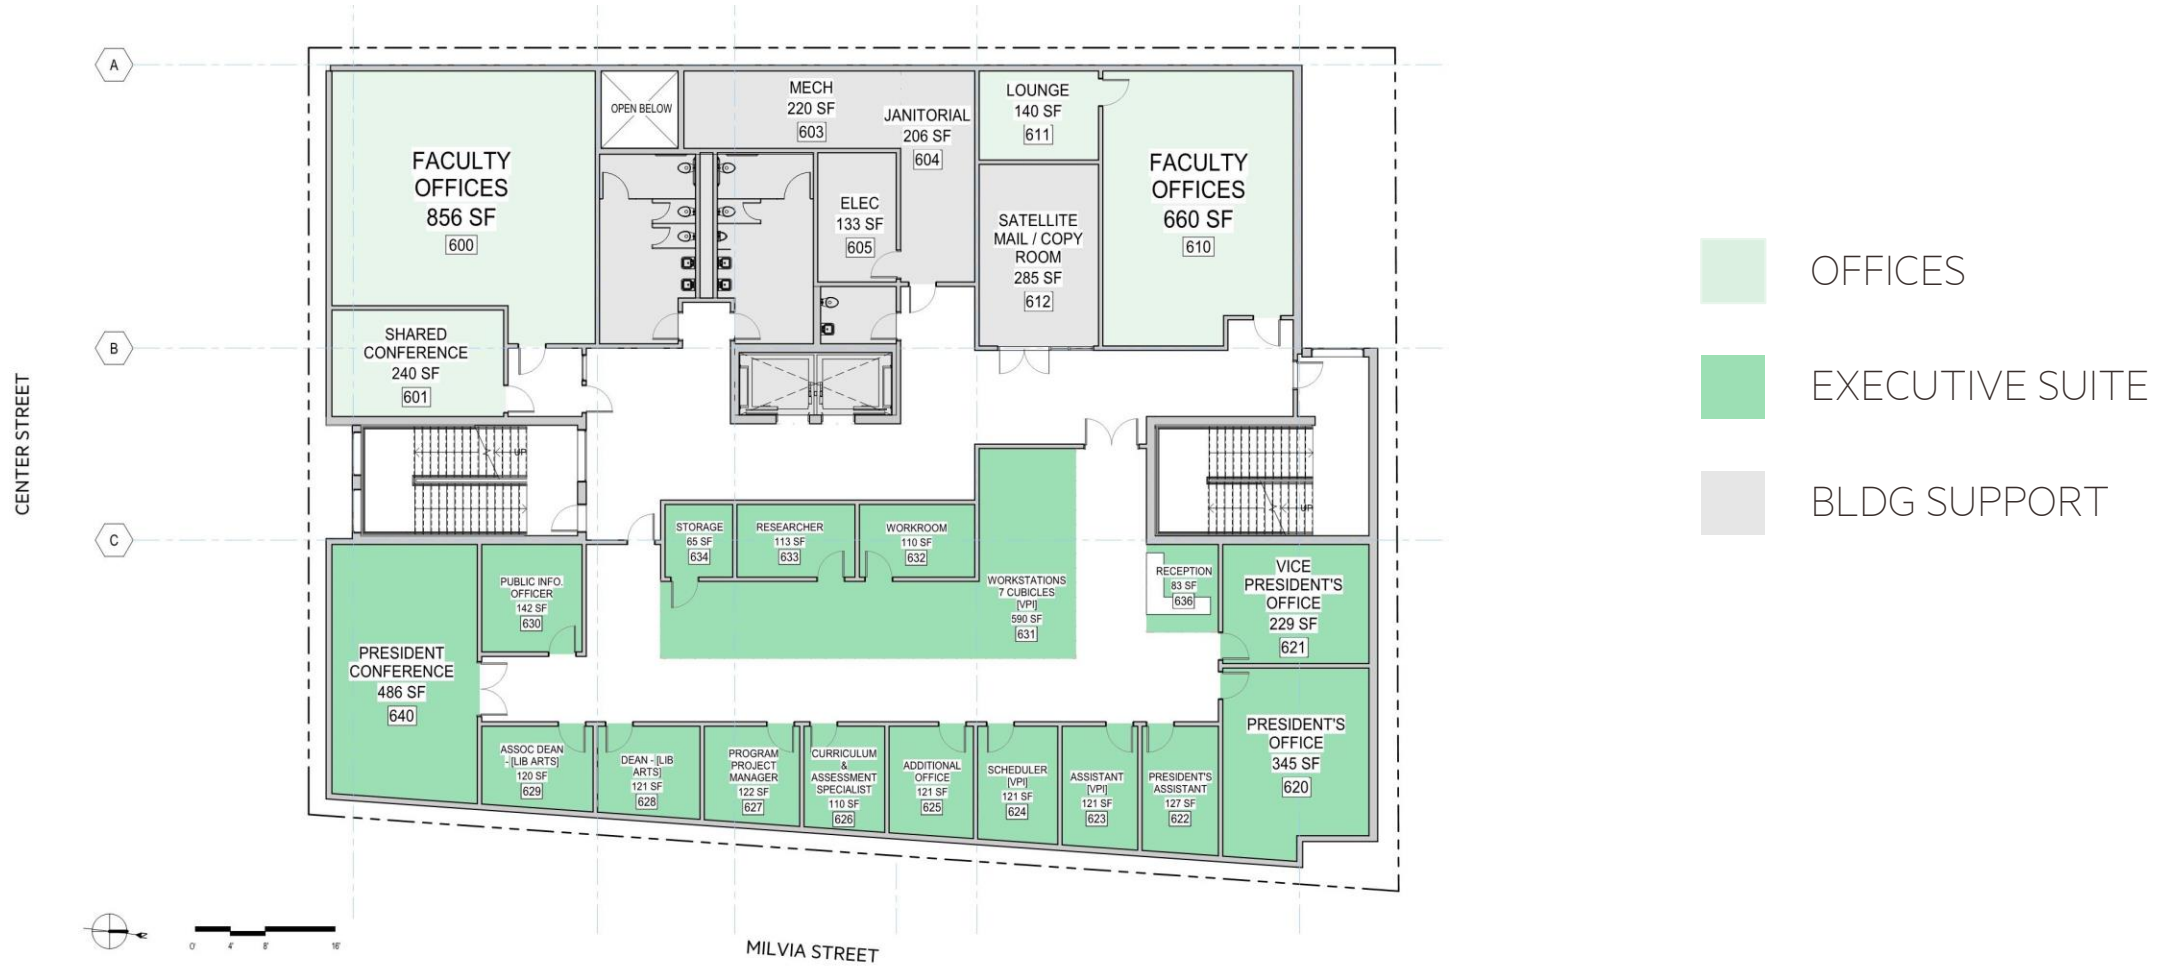 A
B
C
CENTER STREET
MILVIA STREET
FACULTY
OFFICES
856 SF
600
SHARED
CONFERENCE
240 SF
601
OPEN BELOW
MECH
220 SF
603
JANITORIAL
206 SF
604
ELEC
133 SF
605
LOUNGE
140 SF
611
SATELLITE
MAIL / COPY
ROOM
285 SF
612
FACULTY
OFFICES
660 SF
610
UP
UP
STORAGE
65 SF
634
RESEARCHER
113 SF
633
WORKROOM
110 SF
632
WORKSTATIONS
7 CUBICLES
[VPI]
590 SF
631
RECEPTION
83 SF
636
VICE
PRESIDENT'S
OFFICE
229 SF
621
PUBLIC INFO.
OFFICER
142 SF
630
PRESIDENT
CONFERENCE
486 SF
640
ASSOC DEAN
- [LIB ARTS]
120 SF
629
DEAN - [LIB
ARTS]
121 SF
628
PROGRAM
PROJECT
MANAGER
122 SF
627
CURRICULUM
&
ASSESSMENT
SPECIALIST
110 SF
626
ADDITIONAL
OFFICE
121 SF
625
SCHEDULER
[VPI]
121 SF
624
ASSISTANT
[VPI]
121 SF
623
PRESIDENT'S
ASSISTANT
127 SF
622
PRESIDENT'S
OFFICE
345 SF
620
0' 4' 8' 16'
OFFICES
EXECUTIVE SUITE
BLDG SUPPORT